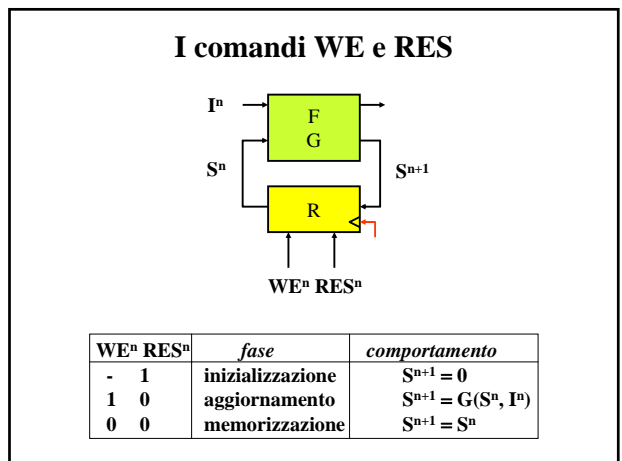 I comandi WE e RES
Iⁿ
F
G
Sⁿ
Sⁿ⁺¹
R
WEⁿ RESⁿ
WEⁿ RESⁿ fase comportamento
- 1 inizializzazione Sⁿ⁺¹ = 0
1 0 aggiornamento Sⁿ⁺¹ = G(Sⁿ, Iⁿ)
0 0 memorizzazione Sⁿ⁺¹ = Sⁿ